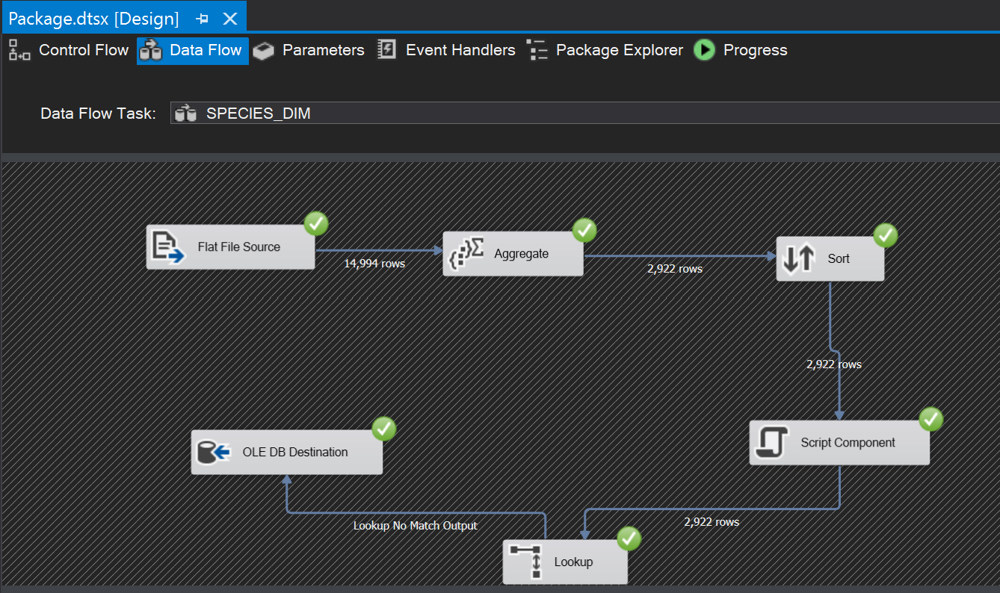 Package.dtsx [Design]
Control Flow Data Flow Parameters Event Handlers Package Explorer Progress
Data Flow Task: SPECIES_DIM
Flat File Source
14,994 rows
Aggregate
2,922 rows
Sort
2,922 rows
Script Component
2,922 rows
Lookup
Lookup No Match Output
OLE DB Destination